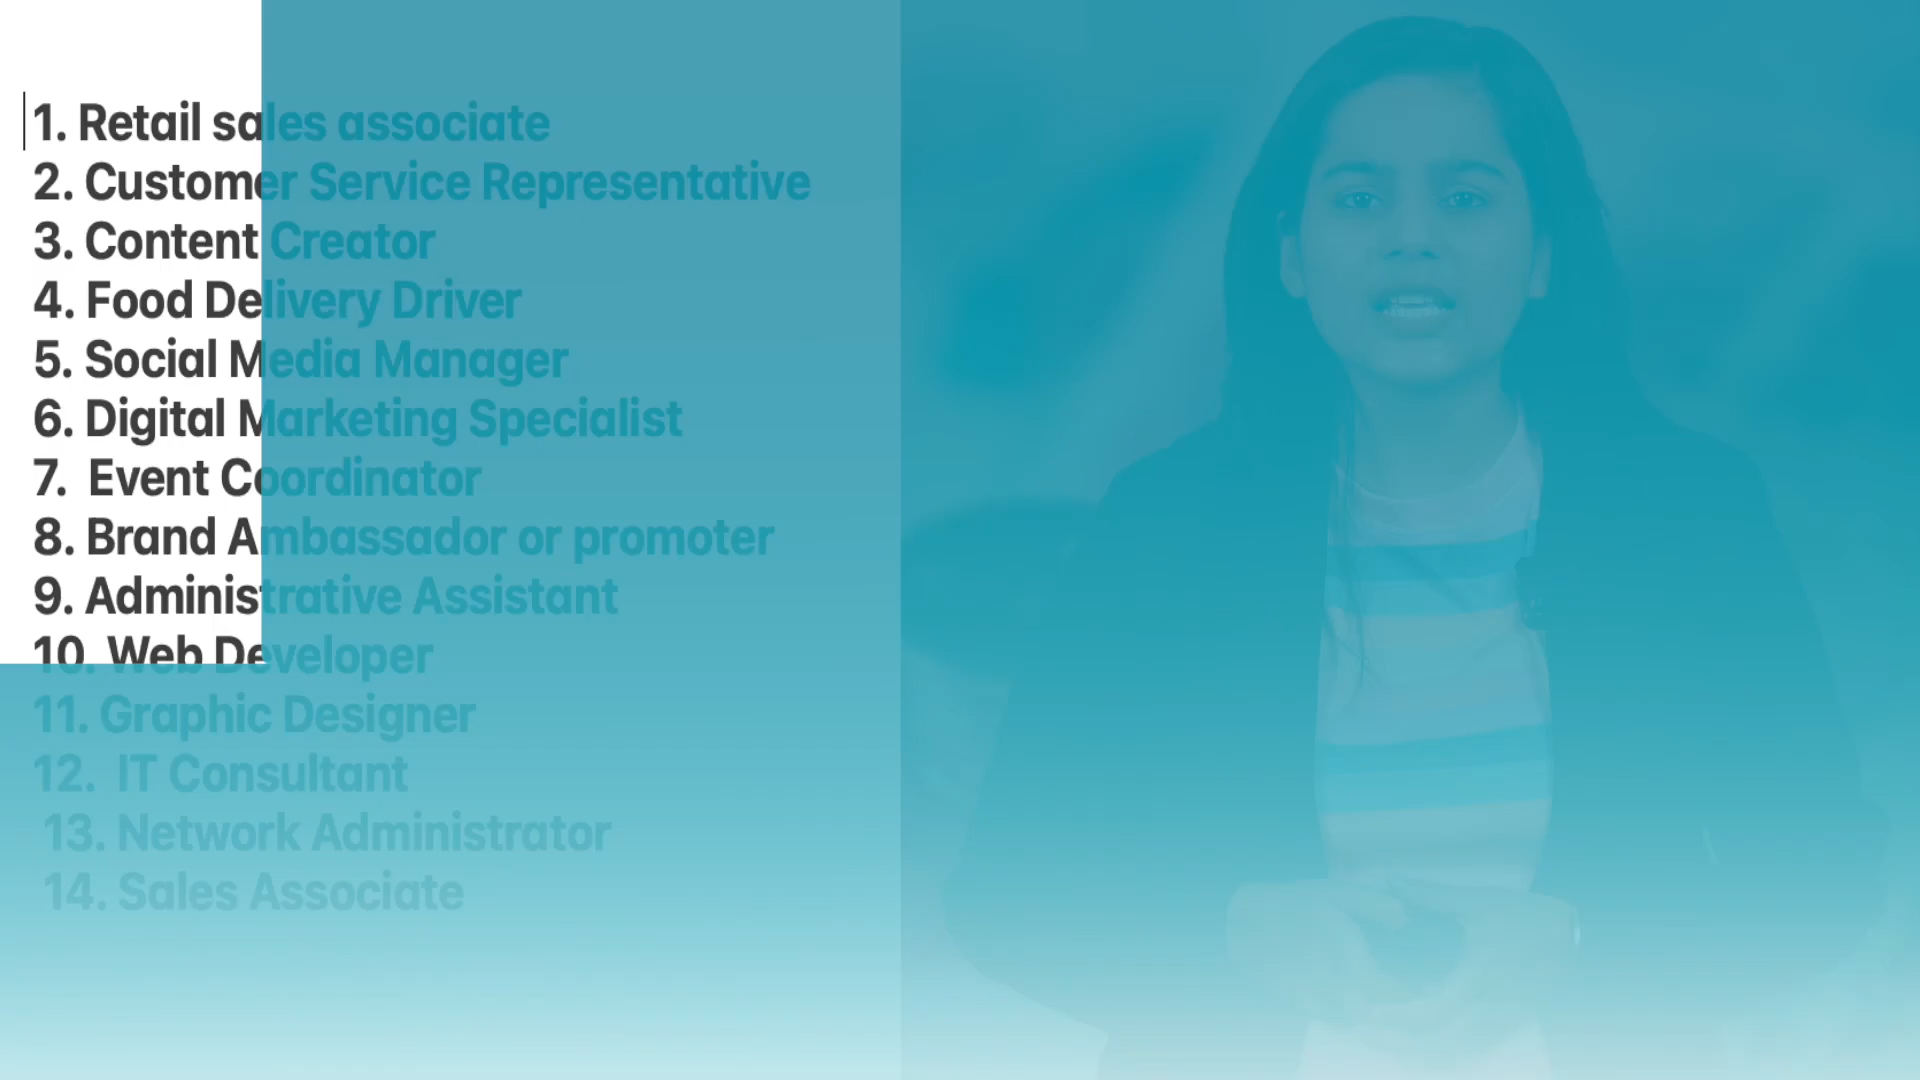 1. Retail sales associate
2. Customer Service Representative
3. Content Creator
4. Food Delivery Driver
5. Social Media Manager
6. Digital Marketing Specialist
7. Event Coordinator
8. Brand Ambassador or promoter
9. Administrative Assistant
10. Web Developer
11. Graphic Designer
12. IT Consultant
13. Network Administrator
14. Sales Associate